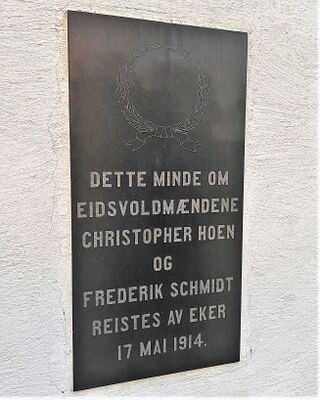 DETTE MINDE OM
EIDSVOLDMÆNDENE
CHRISTOPHER HOEN
OG
FREDERIK SCHMIDT
REISTES AV EKER
17 MAI 1914.